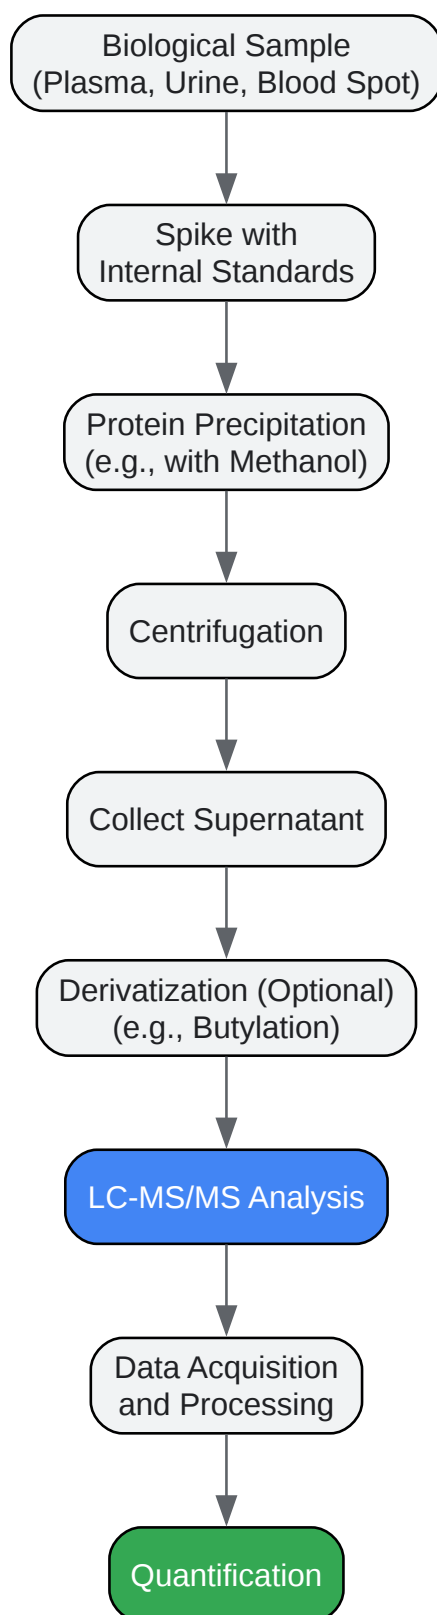 Biological Sample
(Plasma, Urine, Blood Spot)
Spike with
Internal Standards
Protein Precipitation
(e.g., with Methanol)
Centrifugation
Collect Supernatant
Derivatization (Optional)
(e.g., Butylation)
LC-MS/MS Analysis
Data Acquisition
and Processing
Quantification